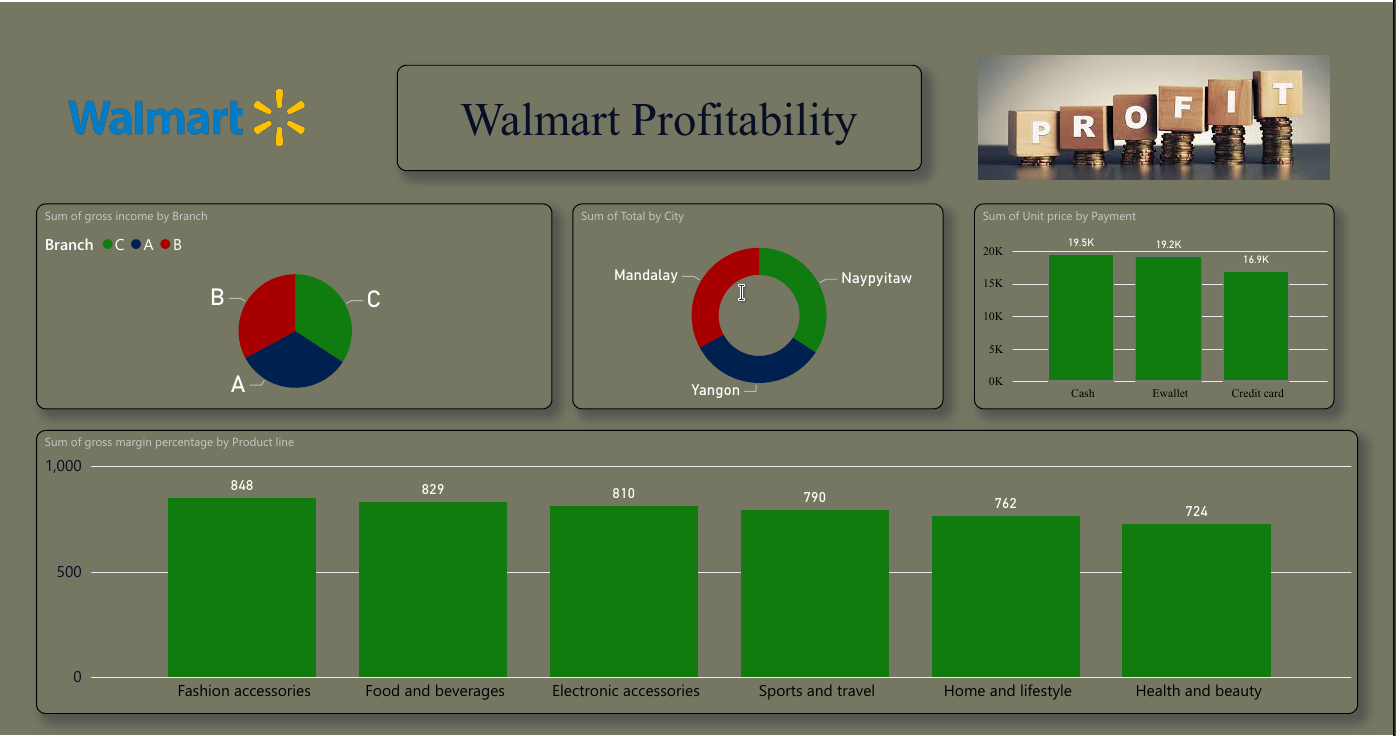 Walmart
Walmart Profitability
PROFIT
Sum of gross income by Branch
Branch C A B
B
C
A
Sum of Total by City
Mandalay
Naypyitaw
Yangon
Sum of Unit price by Payment
20K
15K
10K
5K
0K
19.5K
19.2K
16.9K
Cash
Ewallet
Credit card
Sum of gross margin percentage by Product line
1,000
500
0
848
829
810
790
762
724
Fashion accessories
Food and beverages
Electronic accessories
Sports and travel
Home and lifestyle
Health and beauty